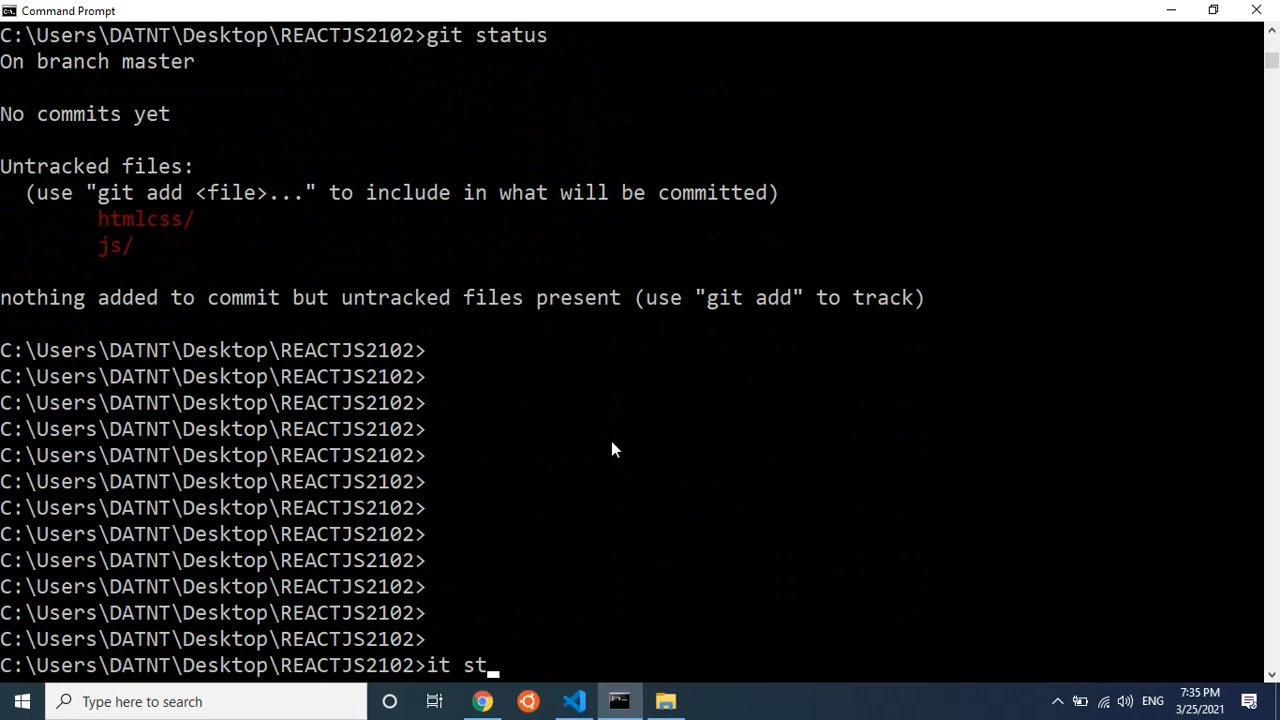 Command Prompt
C:\Users\DATNT\Desktop\REACTJS2102>git status
On branch master
No commits yet
Untracked files:
(use "git add <file>..." to include in what will be committed)
htmlcss/
js/
nothing added to commit but untracked files present (use "git add" to track)
C:\Users\DATNT\Desktop\REACTJS2102>
C:\Users\DATNT\Desktop\REACTJS2102>
C:\Users\DATNT\Desktop\REACTJS2102>
C:\Users\DATNT\Desktop\REACTJS2102>
C:\Users\DATNT\Desktop\REACTJS2102>
C:\Users\DATNT\Desktop\REACTJS2102>
C:\Users\DATNT\Desktop\REACTJS2102>
C:\Users\DATNT\Desktop\REACTJS2102>
C:\Users\DATNT\Desktop\REACTJS2102>
C:\Users\DATNT\Desktop\REACTJS2102>
C:\Users\DATNT\Desktop\REACTJS2102>
C:\Users\DATNT\Desktop\REACTJS2102>
C:\Users\DATNT\Desktop\REACTJS2102>it st
Type here to search
ENG
7:35 PM
3/25/2021